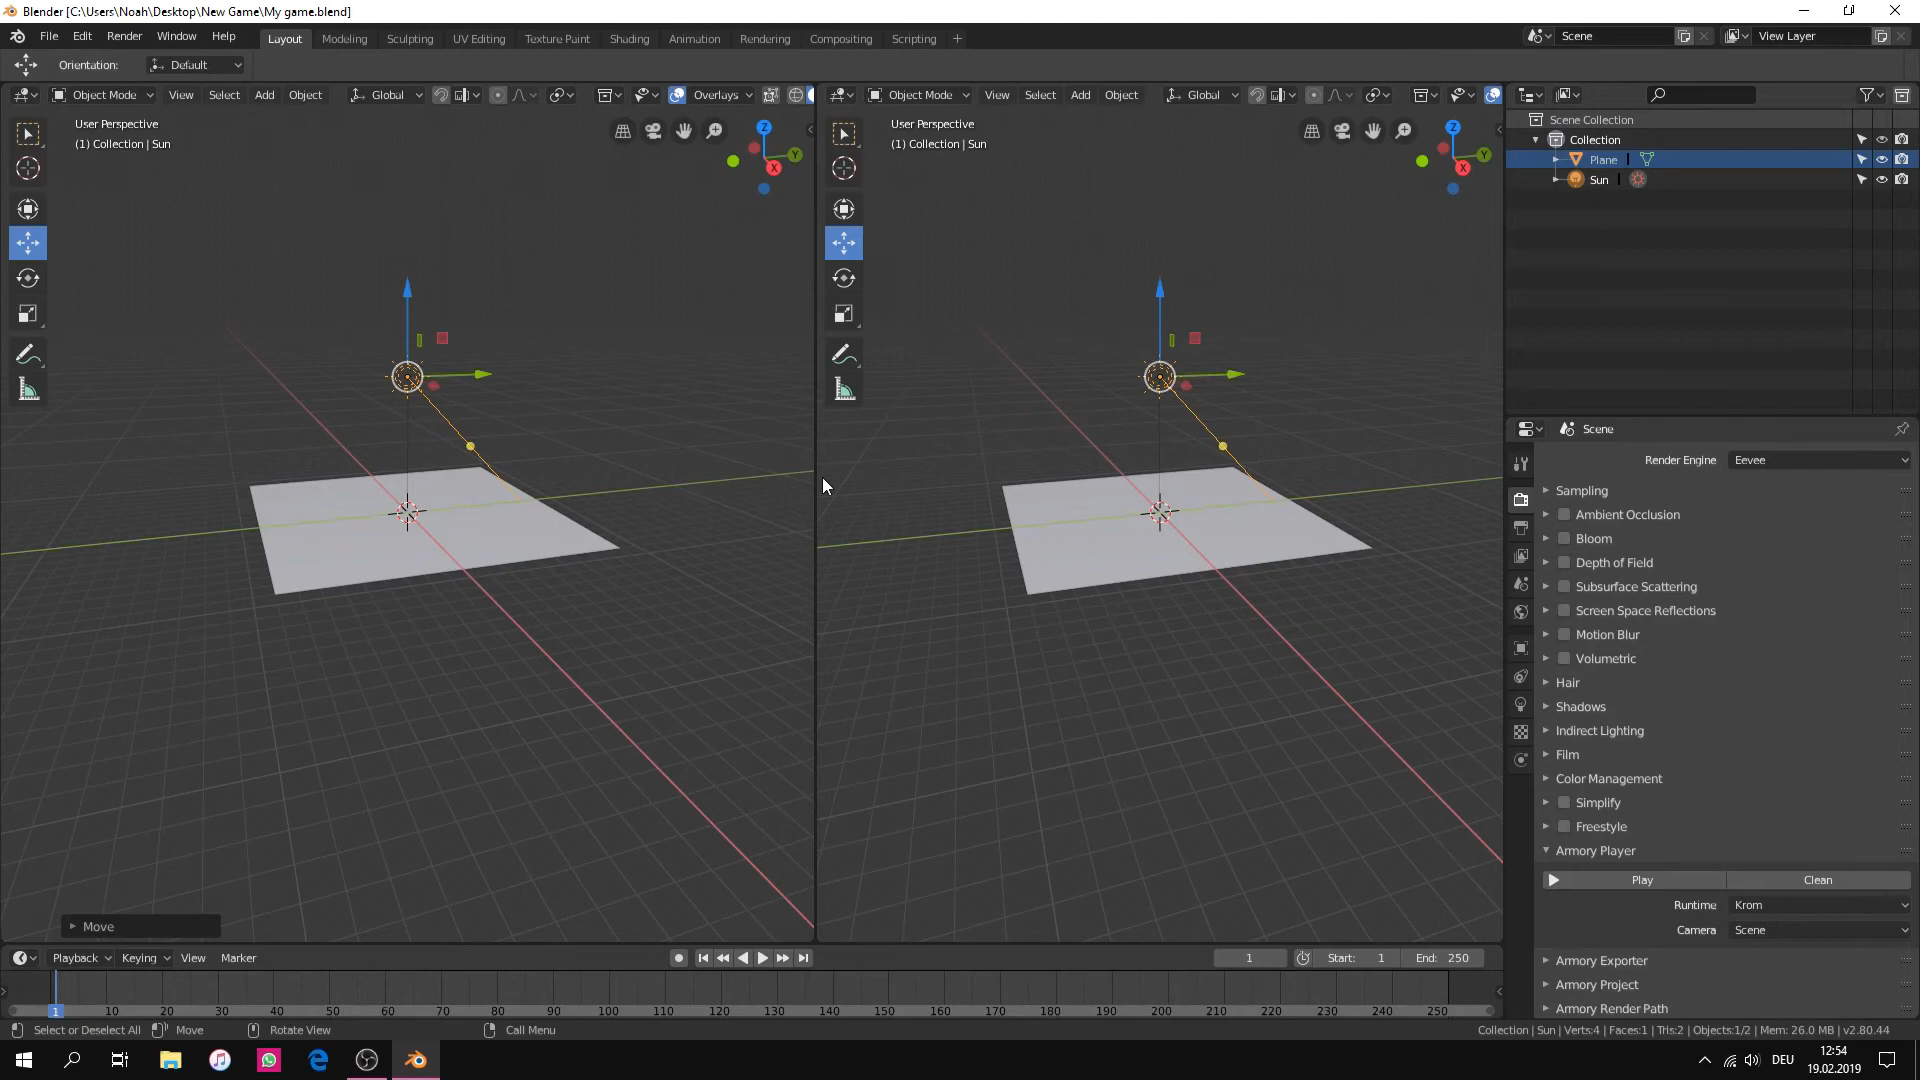 Blender [C:\Users\Noah\Desktop\New Game\My game.blend]
File Edit Render Window Help
Layout Modeling Sculpting UV Editing Texture Paint Shading Animation Rendering Compositing Scripting +
Scene
View Layer
Orientation: Default
Object Mode View Select Add Object Global Overlays
Object Mode View Select Add Object Global
User Perspective
(1) Collection | Sun
Z
Y
X
User Perspective
(1) Collection | Sun
Z
Y
X
Scene Collection
Collection
Plane
Sun
Scene
Render Engine Eevee
Sampling
Ambient Occlusion
Bloom
Depth of Field
Subsurface Scattering
Screen Space Reflections
Motion Blur
Volumetric
Hair
Shadows
Indirect Lighting
Film
Color Management
Simplify
Freestyle
Armory Player
Play Clean
Runtime Krom
Camera Scene
Armory Exporter
Armory Project
Armory Render Path
Move
Playback Keying View Marker
1 Start: 1 End: 250
1 10 20 30 40 50 60 70 80 90 100 110 120 130 140 150 160 170 180 190 200 210 220 230 240 250
Select or Deselect All Move Rotate View Call Menu
Collection | Sun | Verts:4 | Faces:1 | Tris:2 | Objects:1/2 | Mem: 26.0 MB | v2.80.44
DEU
12:54
19.02.2019